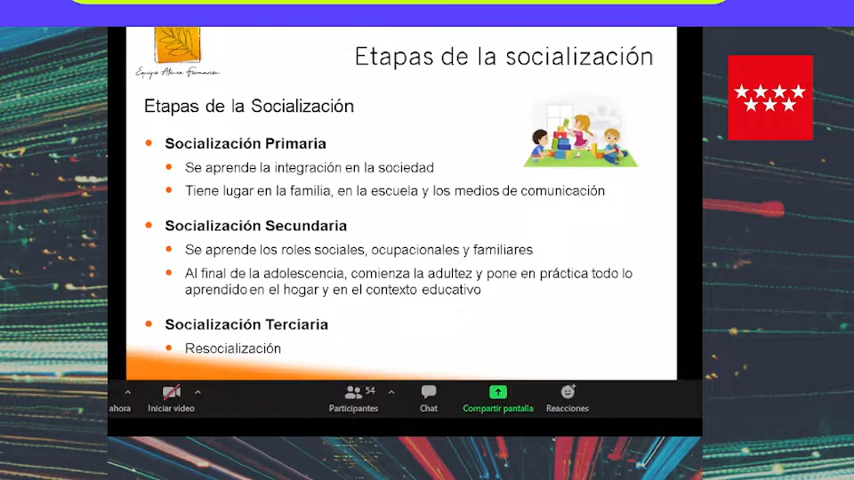 Equipo Atenea Formación
Etapas de la socialización
Etapas de la Socialización
Socialización Primaria
Se aprende la integración en la sociedad
Tiene lugar en la familia, en la escuela y los medios de comunicación
Socialización Secundaria
Se aprende los roles sociales, ocupacionales y familiares
Al final de la adolescencia, comienza la adultez y pone en práctica todo lo
aprendido en el hogar y en el contexto educativo
Socialización Terciaria
Resocialización
ahora
Iniciar video
54
Participantes
Chat
Compartir pantalla
Reacciones